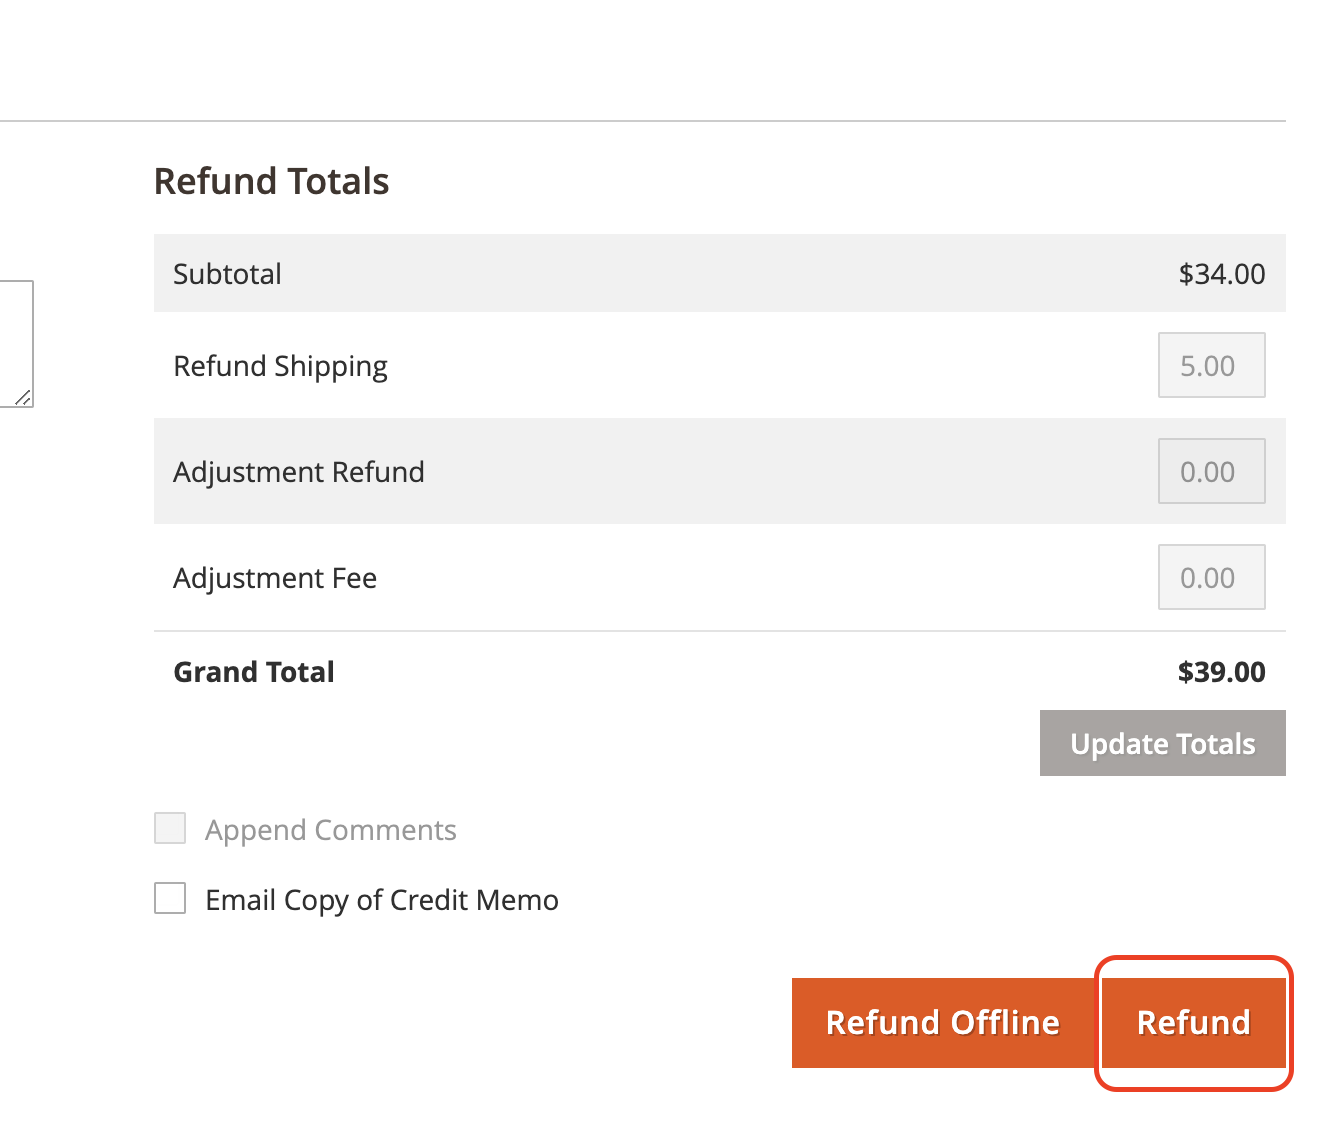 Refund Totals
Subtotal $34.00
Refund Shipping 5.00
Adjustment Refund 0.00
Adjustment Fee 0.00
Grand Total $39.00
Update Totals
Append Comments
Email Copy of Credit Memo
Refund Offline Refund